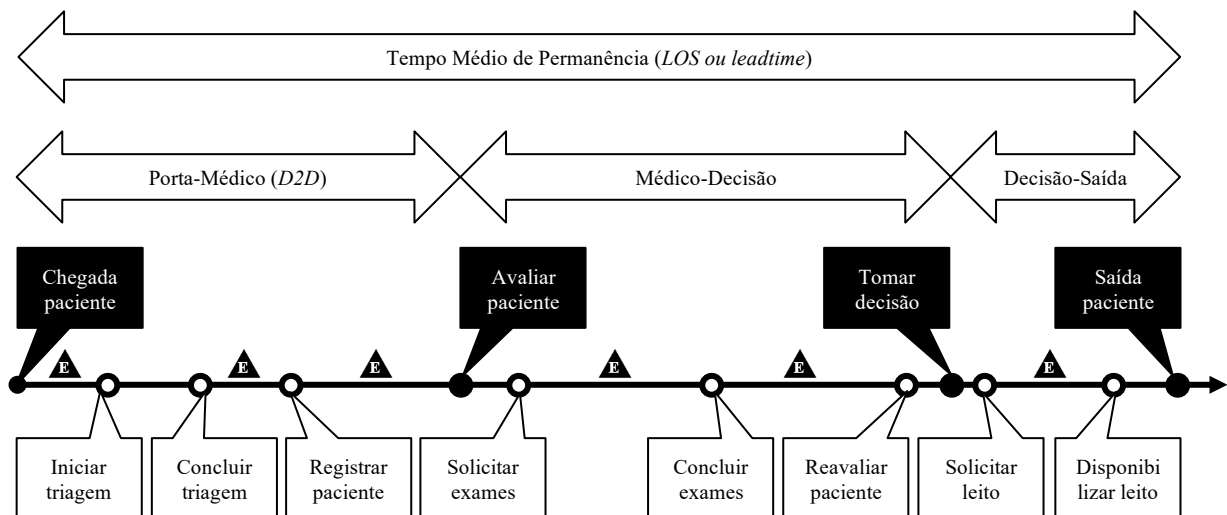 Tempo Médio de Permanência (LOS ou leadtime)
Porta-Médico (D2D)
Médico-Decisão
Decisão-Saída
Chegada
paciente
Avaliar
paciente
Tomar
decisão
Saída
paciente
E
E
E
E
E
E
Iniciar
triagem
Concluir
triagem
Registrar
paciente
Solicitar
exames
Concluir
exames
Reavaliar
paciente
Solicitar
leito
Disponibi
lizar leito